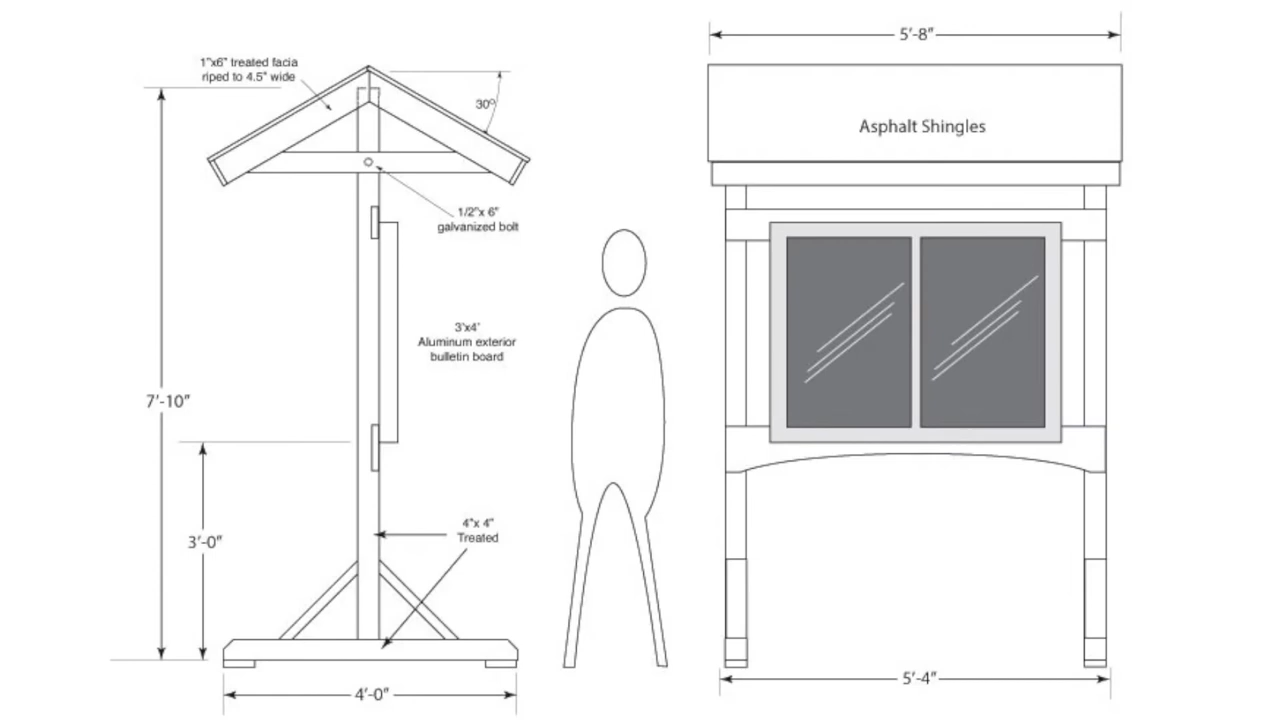 5'-8"
1"x6" treated facia
riped to 4.5" wide
30º
Asphalt Shingles
1/2"x 6"
galvanized bolt
3'x4'
Aluminum exterior
bulletin board
7'-10"
3'-0"
4"x 4"
Treated
4'-0"
5'-4"